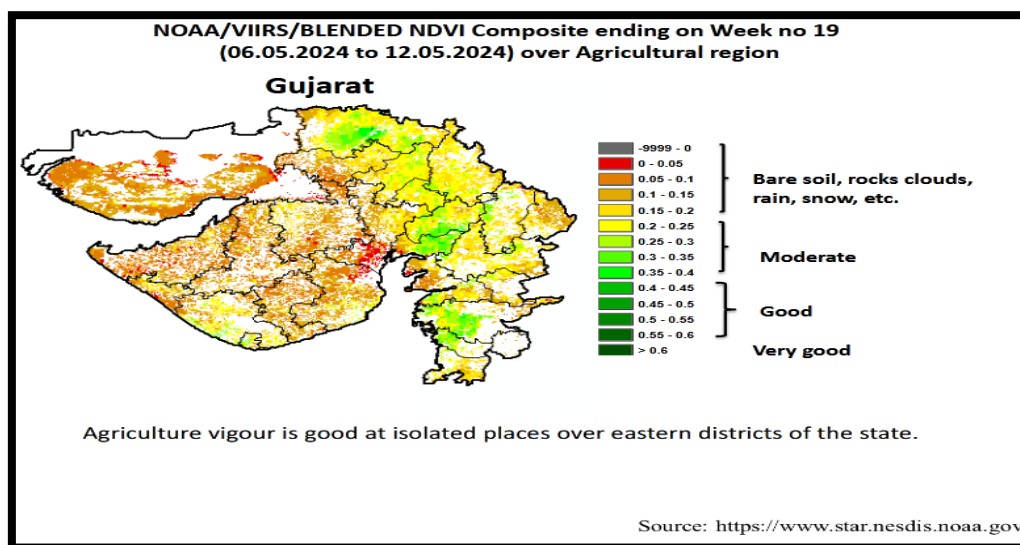 NOAA/VIIRS/BLENDED NDVI Composite ending on Week no 19
(06.05.2024 to 12.05.2024) over Agricultural region
Gujarat
-9999 - 0
0 - 0.05
0.05 - 0.1
0.1 - 0.15
0.15 - 0.2
0.2 - 0.25
0.25 - 0.3
0.3 - 0.35
0.35 - 0.4
0.4 - 0.45
0.45 - 0.5
0.5 - 0.55
0.55 - 0.6
> 0.6
Bare soil, rocks clouds,
rain, snow, etc.
Moderate
Good
Very good
Agriculture vigour is good at isolated places over eastern districts of the state.
Source: https://www.star.nesdis.noaa.gov